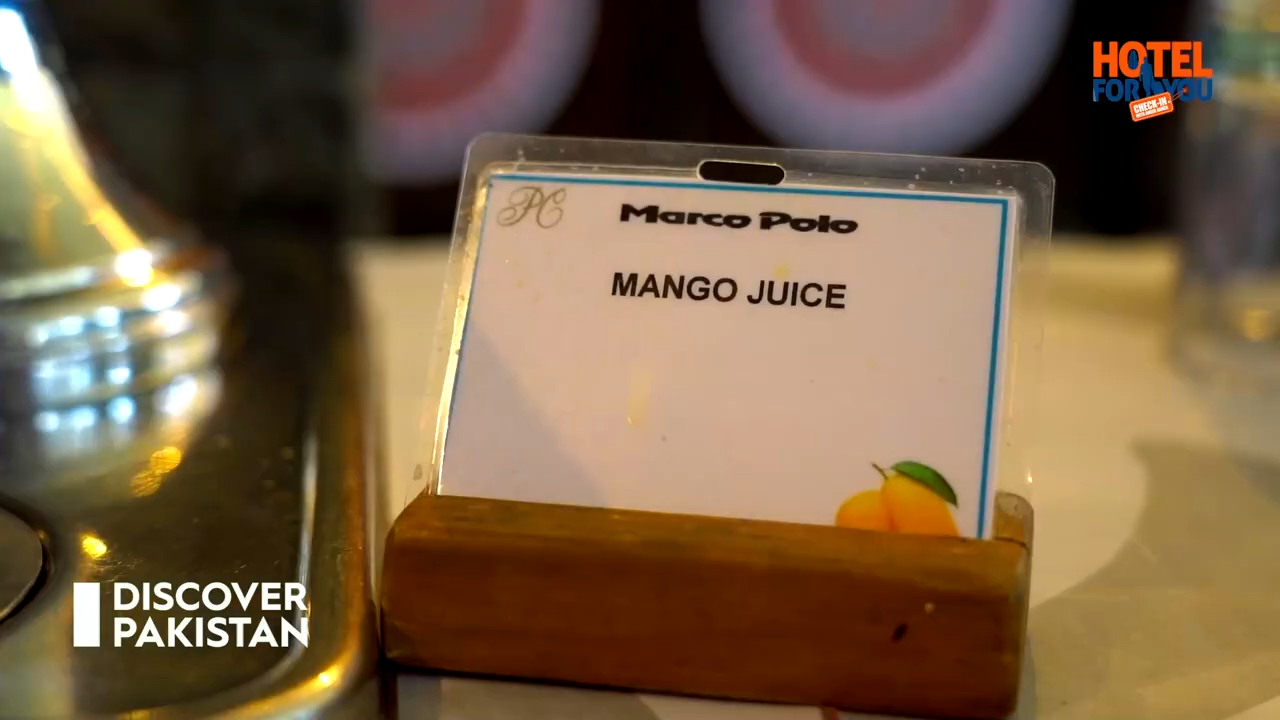 HOTEL
FOR YOU
CHECK-IN
PC
Marco Polo
MANGO JUICE
DISCOVER
PAKISTAN